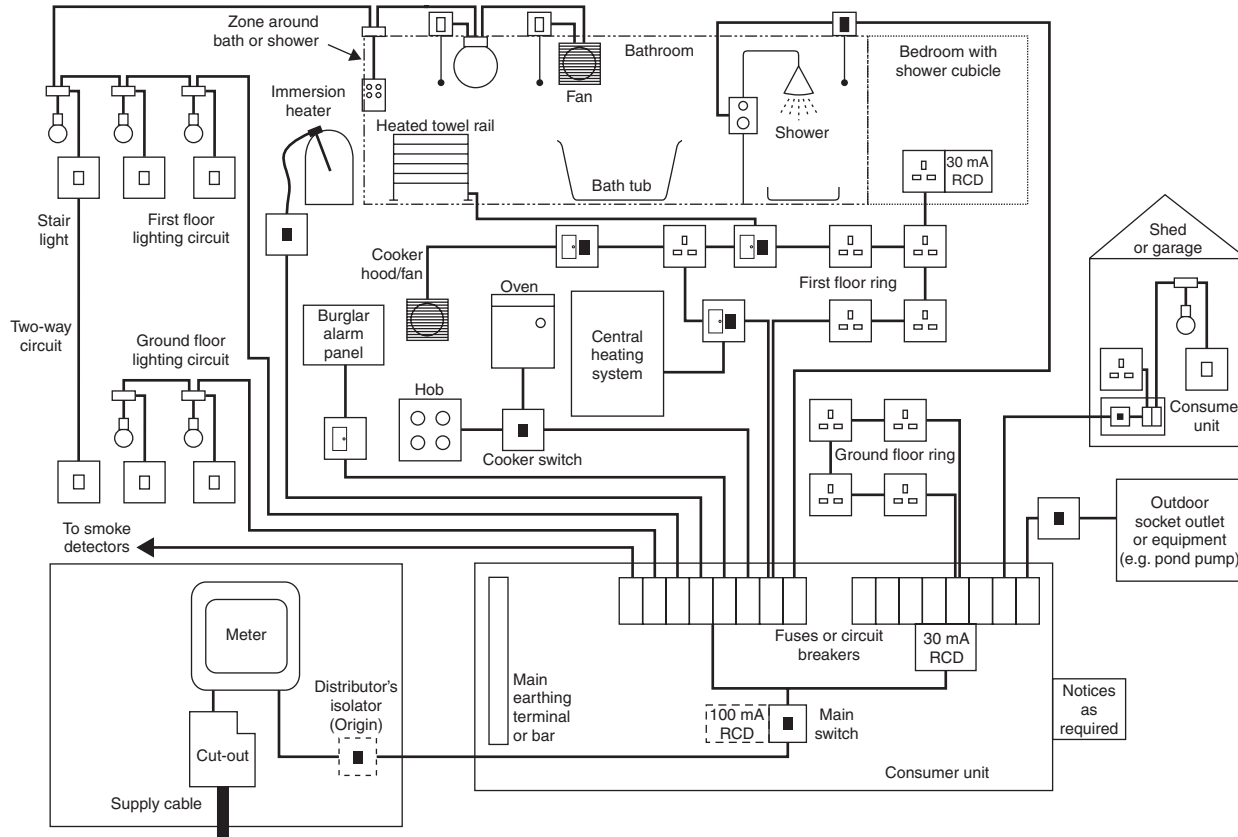 Zone around
bath or shower
Bathroom
Bedroom with
shower cubicle
Fan
Immersion
heater
Heated towel rail
Shower
Bath tub
30 mA
RCD
Stair
light
First floor
lighting circuit
Shed
or garage
Cooker
hood/fan
First floor ring
Oven
Two-way
circuit
Burglar
alarm
panel
Central
heating
system
Ground floor
lighting circuit
Hob
Consumer
unit
Cooker switch
Ground floor ring
To smoke
detectors
Outdoor
socket outlet
or equipment
(e.g. pond pump)
Meter
Fuses or circuit
breakers
30 mA
RCD
Distributor's
isolator
(Origin)
Main
earthing
terminal
or bar
100 mA
RCD
Main
switch
Notices
as
required
Cut-out
Consumer unit
Supply cable